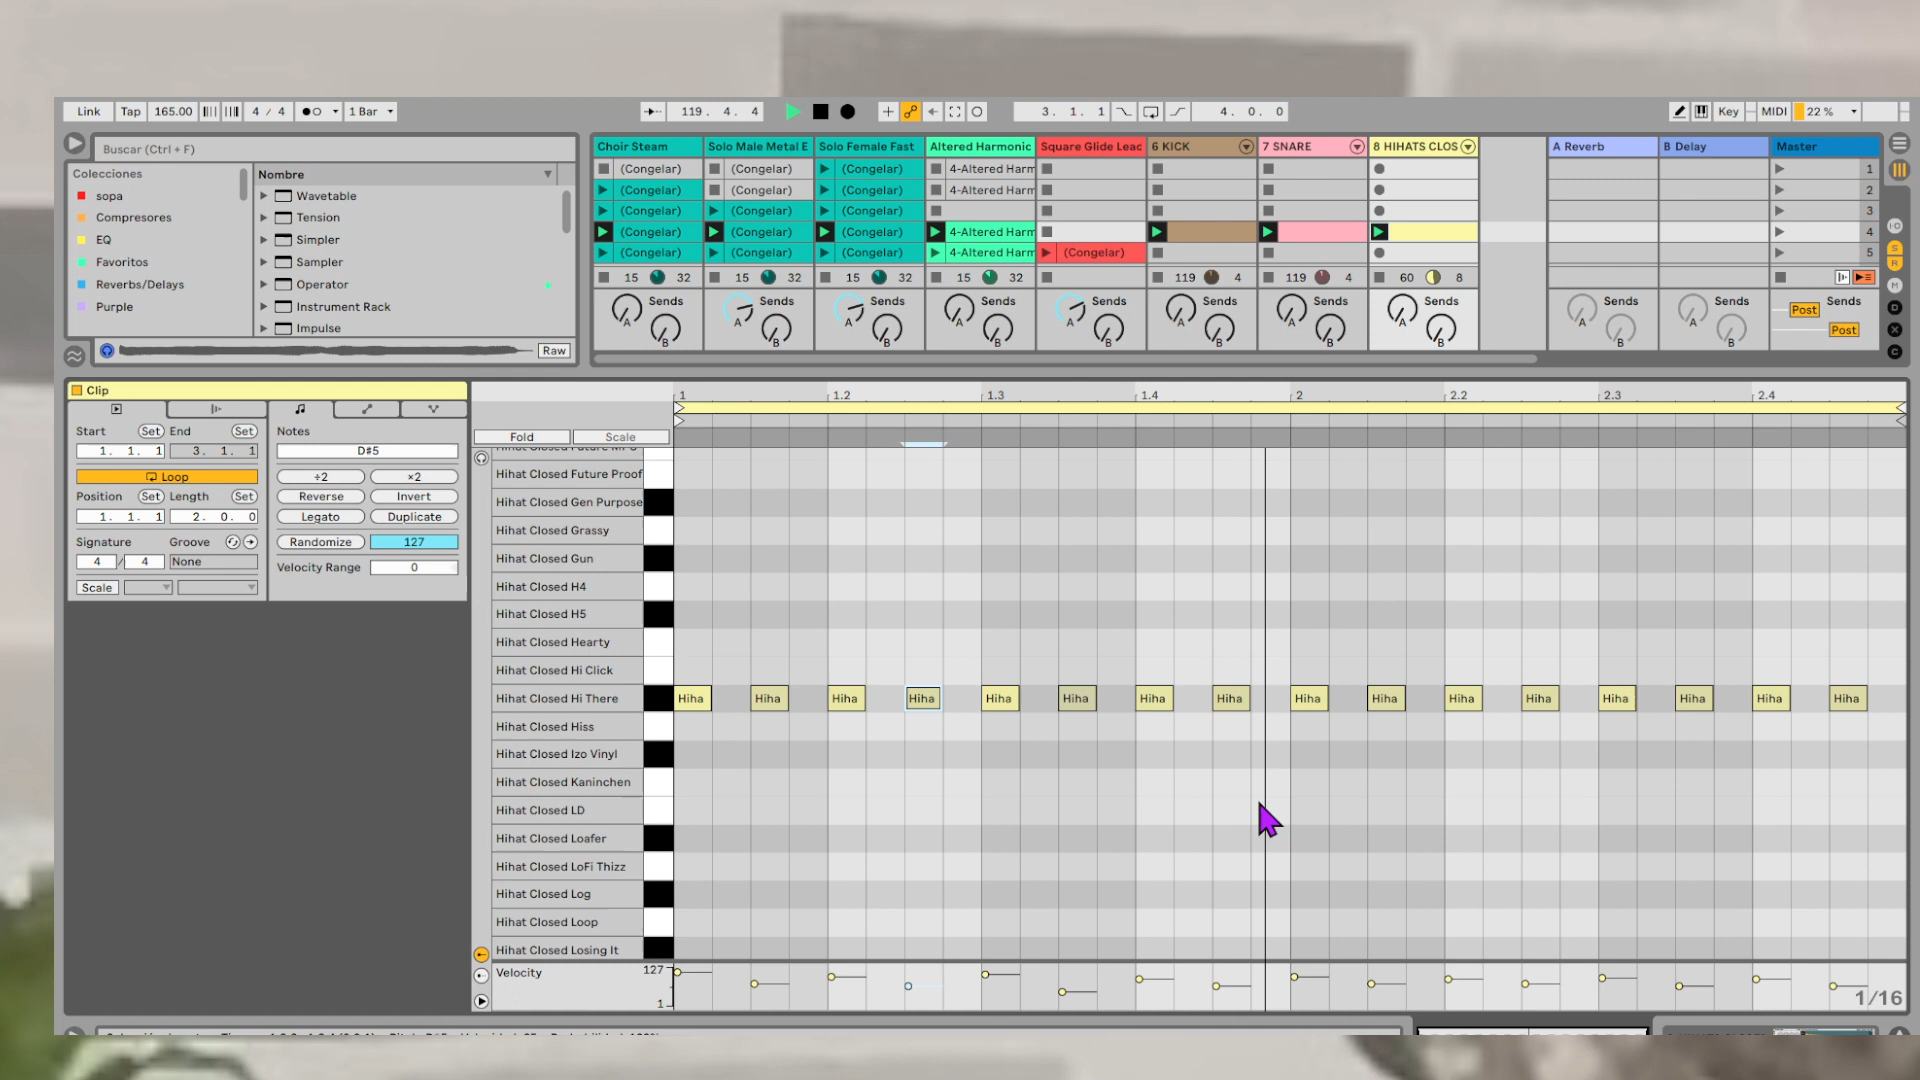 Link Tap 165.00 4 / 4 1 Bar 119. 4. 4 3. 1. 1 4. 0. 0 Key MIDI 22 %
Buscar (Ctrl + F)
Colecciones
sopa
Compresores
EQ
Favoritos
Reverbs/Delays
Purple
Nombre
Wavetable
Tension
Simpler
Sampler
Operator
Instrument Rack
Impulse
Raw
Choir Steam Solo Male Metal E Solo Female Fast Altered Harmonic Square Glide Leac 6 KICK 7 SNARE 8 HIHATS CLOS A Reverb B Delay Master
(Congelar) (Congelar) (Congelar) 4-Altered Harm 1
(Congelar) (Congelar) (Congelar) 4-Altered Harm 2
(Congelar) (Congelar) (Congelar) 3
(Congelar) (Congelar) (Congelar) 4-Altered Harm 4
(Congelar) (Congelar) (Congelar) 4-Altered Harm (Congelar) 5
15 32 15 32 15 32 15 32 119 4 119 4 60 8
Sends Sends Sends Sends Sends Sends Sends Sends Sends Sends Post Sends
A A A A A A A A A A
B B B B B B B B B B Post
S
R
M
D
X
C
Clip
Start Set End Set
1. 1. 1 3. 1. 1
Loop
Position Set Length Set
1. 1. 1 2. 0. 0
Signature Groove
4 / 4 None
Scale
Notes
D#5
÷2 ×2
Reverse Invert
Legato Duplicate
Randomize 127
Velocity Range 0
1 1.2 1.3 1.4 2 2.2 2.3 2.4
Fold Scale
Hihat Closed Future Proof
Hihat Closed Gen Purpose
Hihat Closed Grassy
Hihat Closed Gun
Hihat Closed H4
Hihat Closed H5
Hihat Closed Hearty
Hihat Closed Hi Click
Hihat Closed Hi There Hiha Hiha Hiha Hiha Hiha Hiha Hiha Hiha Hiha Hiha Hiha Hiha Hiha Hiha Hiha Hiha
Hihat Closed Hiss
Hihat Closed Izo Vinyl
Hihat Closed Kaninchen
Hihat Closed LD
Hihat Closed Loafer
Hihat Closed LoFi Thizz
Hihat Closed Log
Hihat Closed Loop
Hihat Closed Losing It
Velocity 127
1
1/16